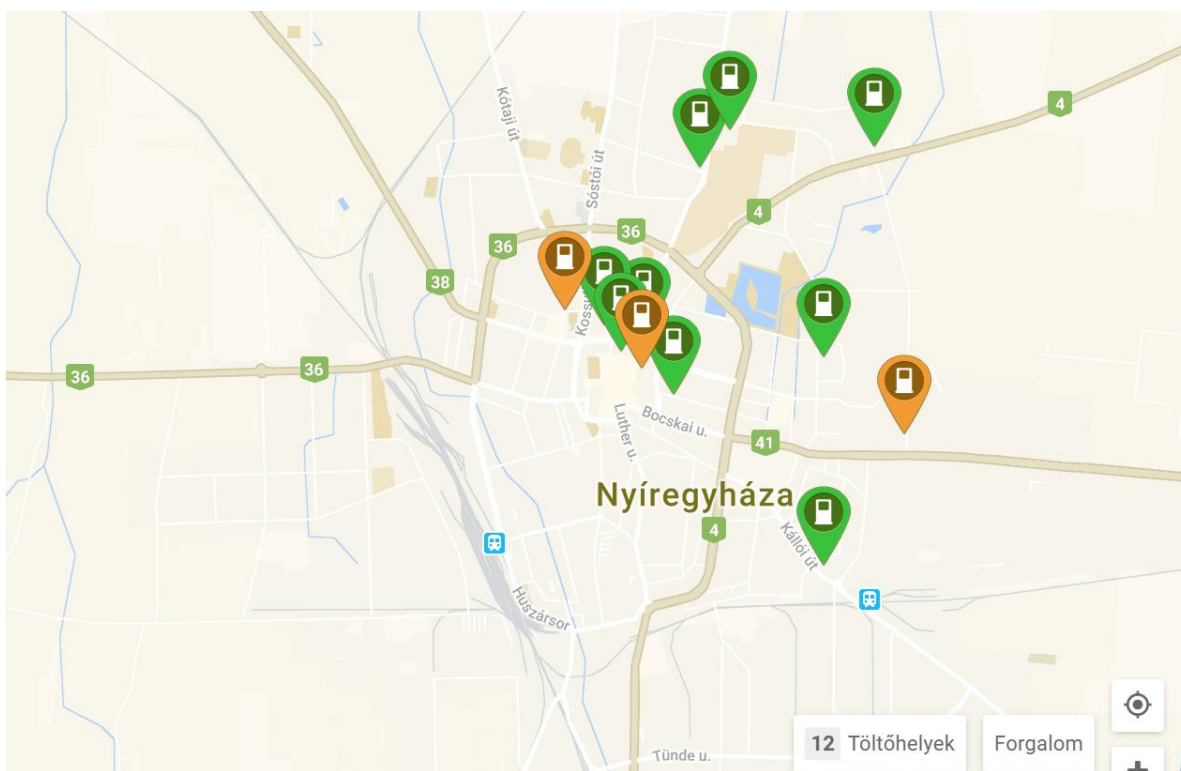 4
Kótaji út
Sóstói út
4
36
36
38
Koss
36
36
Luther u.
Bocskai u.
41
Nyíregyháza
4
Kállói út
Huszársor
12 Töltőhelyek
Forgalom
Tünde u.
+